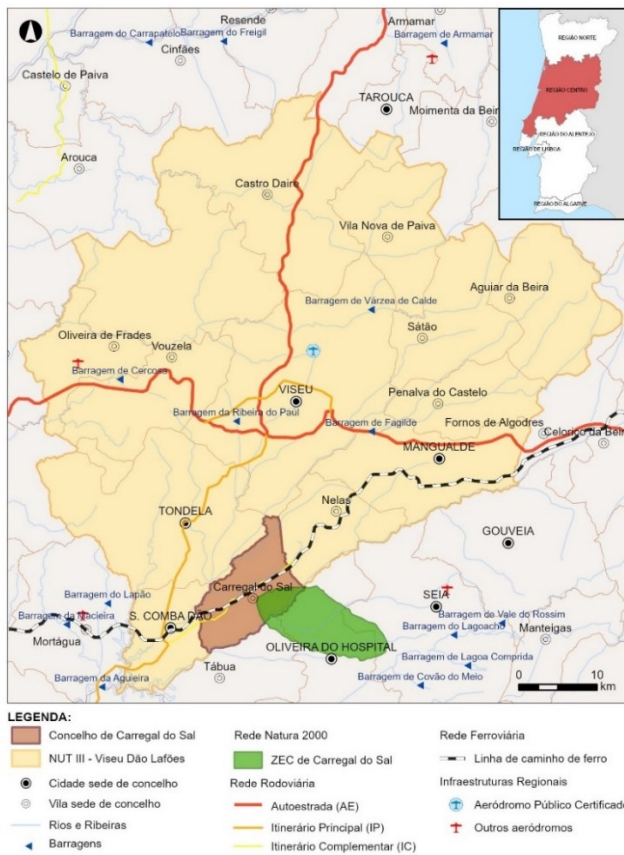 Resende
Armamar
Barragem do Carrapatelo
Barragem do Freigil
Barragem de Armamar
Cinfães
Castelo de Paiva
TAROUCA
Moimenta da Beir
Arouca
Castro Daire
Vila Nova de Paiva
Aguiar da Beira
Barragem de Várzea de Calde
Oliveira de Frades
Sátão
Vouzela
Barragem de Cercosa
VISEU
Penalva do Castelo
Barragem da Ribeira do Paul
Barragem de Fagilde
Fornos de Algodres
Celorico da Beir
MANGUALDE
Nelas
TONDELA
GOUVEIA
Carregal do Sal
SEIA
Barragem do Lapão
Barragem da Macieira
S. COMBA DÃO
Barragem de Vale do Rossim
Barragem do Lagoacho
Mortágua
Manteigas
OLIVEIRA DO HOSPITAL
Tábua
Barragem de Lagoa Comprida
Barragem da Aguieira
Barragem de Covão do Meio
0 10
km
REGIÃO NORTE
REGIÃO CENTRO
REGIÃO DO ALENTEJO
REGIÃO DE LISBOA
REGIÃO DO ALGARVE
LEGENDA:
Concelho de Carregal do Sal
NUT III - Viseu Dão Lafões
Cidade sede de concelho
Vila sede de concelho
Rios e Ribeiras
Barragens
Rede Natura 2000
ZEC de Carregal do Sal
Rede Rodoviária
Autoestrada (AE)
Itinerário Principal (IP)
Itinerário Complementar (IC)
Rede Ferroviária
Linha de caminho de ferro
Infraestruturas Regionais
Aeródromo Público Certificado
Outros aeródromos